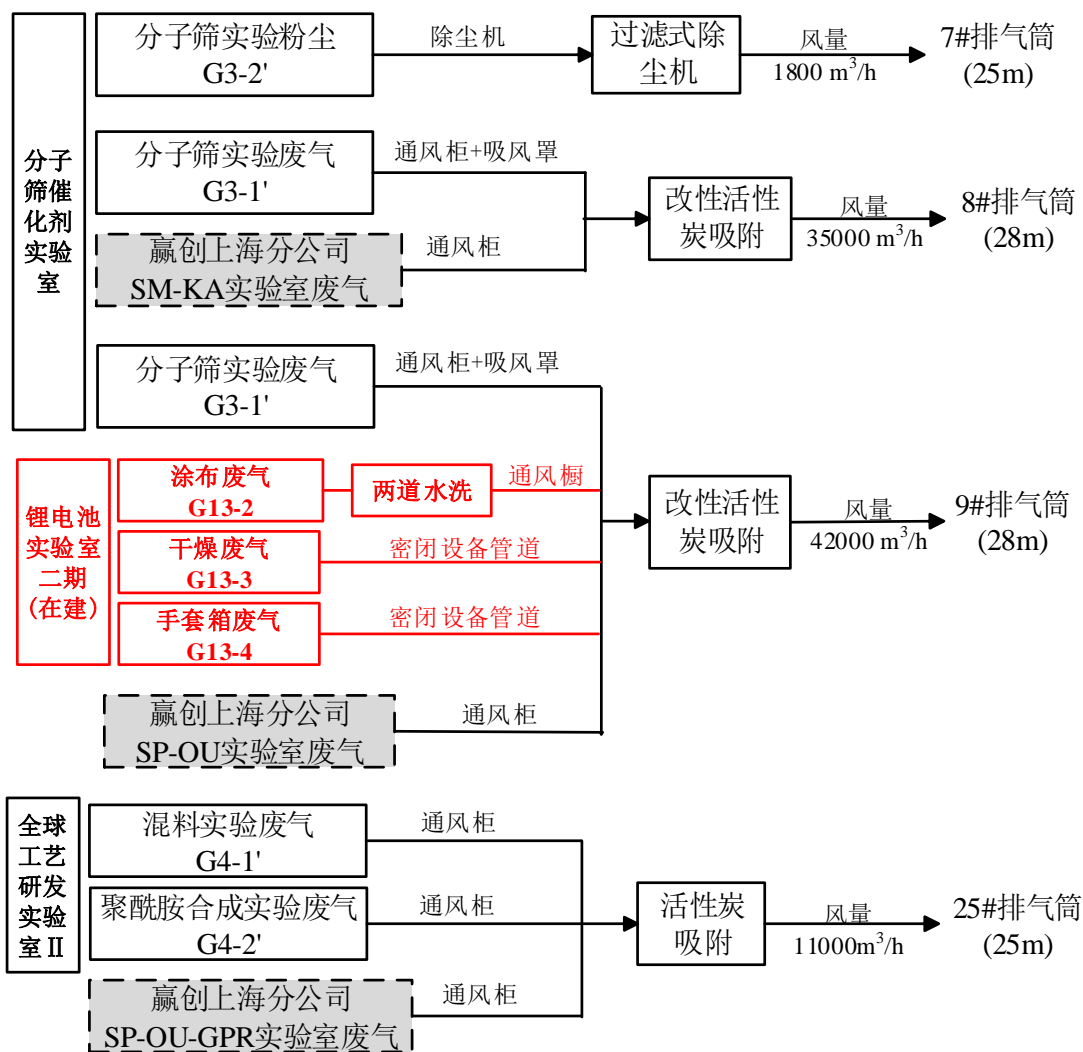 分子
筛催
化剂
实验
室
分子筛实验粉尘
G3-2'
除尘机
过滤式除
尘机
风量
1800 m³/h
7#排气筒
(25m)
分子筛实验废气
G3-1'
通风柜+吸风罩
赢创上海分公司
SM-KA实验室废气
通风柜
改性活性
炭吸附
风量
35000 m³/h
8#排气筒
(28m)
分子筛实验废气
G3-1'
通风柜+吸风罩
锂电池
实验室
二期
(在建)
涂布废气
G13-2
两道水洗
通风橱
干燥废气
G13-3
密闭设备管道
手套箱废气
G13-4
密闭设备管道
赢创上海分公司
SP-OU实验室废气
通风柜
改性活性
炭吸附
风量
42000 m³/h
9#排气筒
(28m)
全球
工艺
研发
实验
室Ⅱ
混料实验废气
G4-1'
通风柜
聚酰胺合成实验废气
G4-2'
通风柜
赢创上海分公司
SP-OU-GPR实验室废气
通风柜
活性炭
吸附
风量
11000m³/h
25#排气筒
(25m)